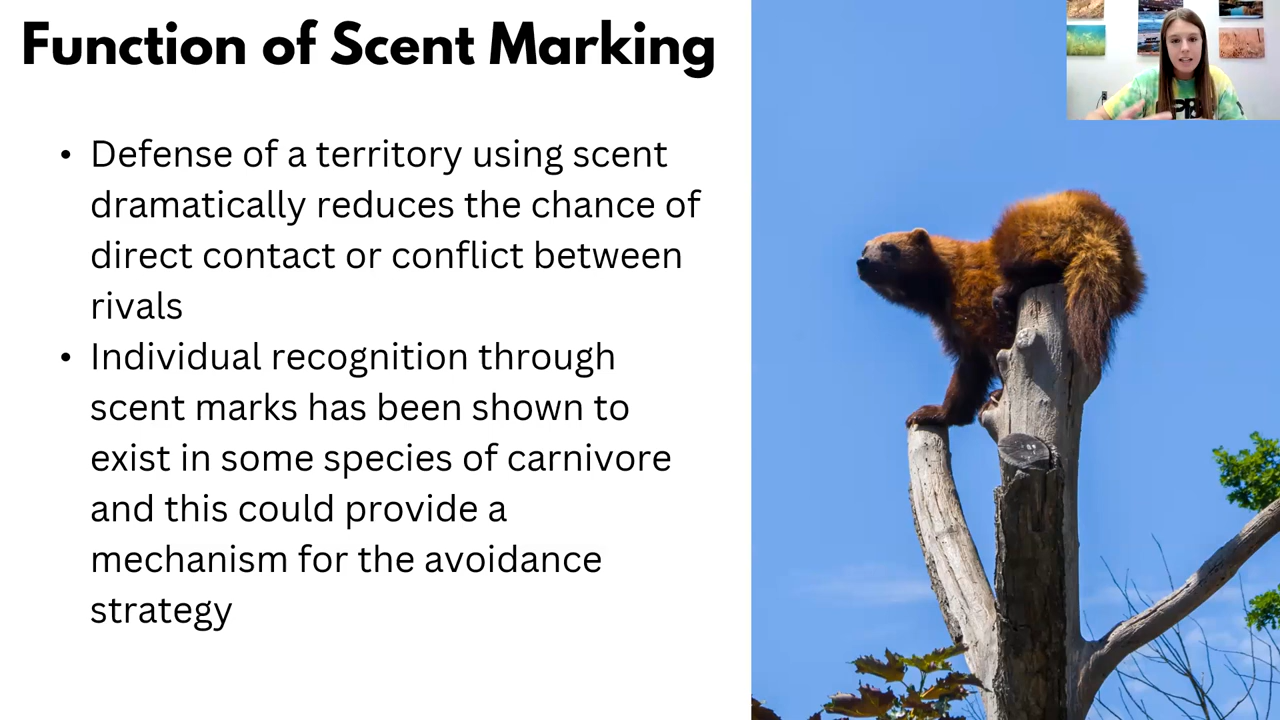 Function of Scent Marking
• Defense of a territory using scent
dramatically reduces the chance of
direct contact or conflict between
rivals
• Individual recognition through
scent marks has been shown to
exist in some species of carnivore
and this could provide a
mechanism for the avoidance
strategy